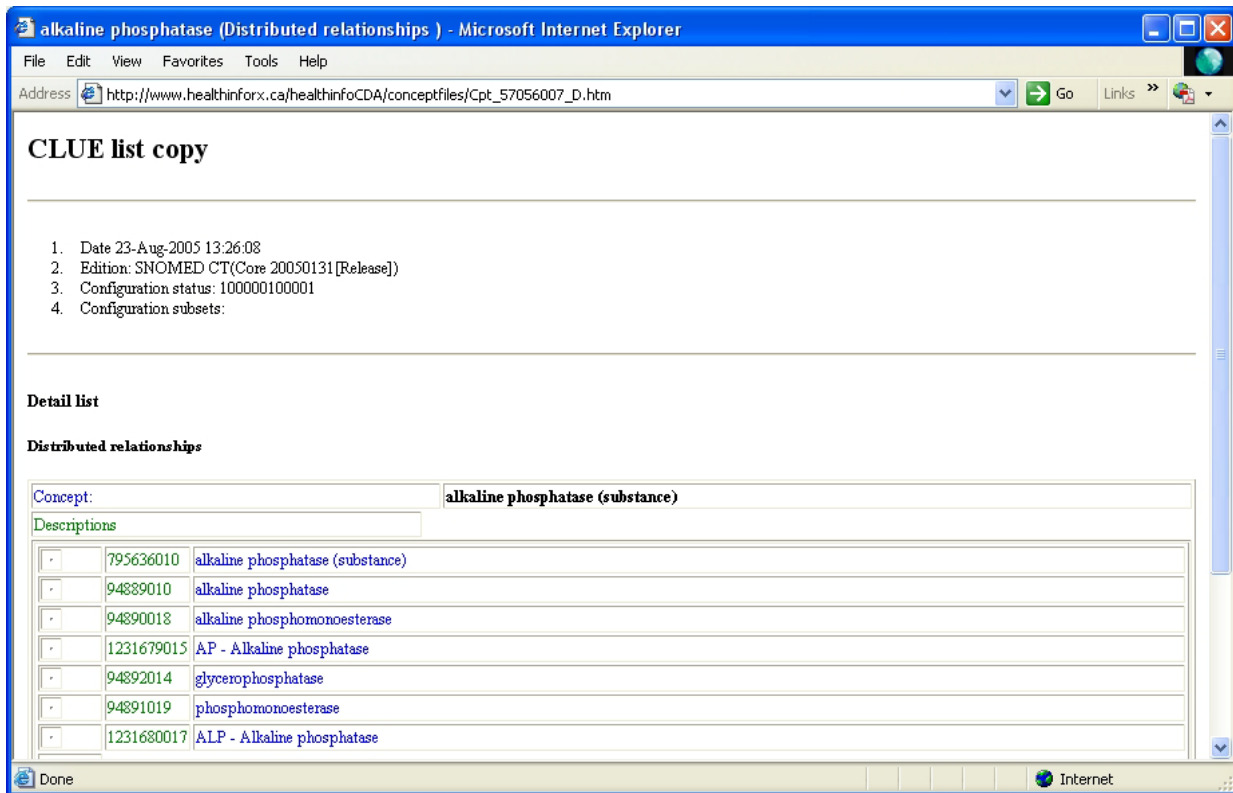 alkaline phosphatase (Distributed relationships ) - Microsoft Internet Explorer
File Edit View Favorites Tools Help
Address http://www.healthinforx.ca/healthinfoCDA/conceptfiles/Cpt_57056007_D.htm Go Links »
CLUE list copy
1. Date 23-Aug-2005 13:26:08
2. Edition: SNOMED CT(Core 20050131[Release])
3. Configuration status: 100000100001
4. Configuration subsets:
Detail list
Distributed relationships
Concept: alkaline phosphatase (substance)
Descriptions
795636010 alkaline phosphatase (substance)
94889010 alkaline phosphatase
94890018 alkaline phosphomonoesterase
1231679015 AP - Alkaline phosphatase
94892014 glycerophosphatase
94891019 phosphomonoesterase
1231680017 ALP - Alkaline phosphatase
Done Internet